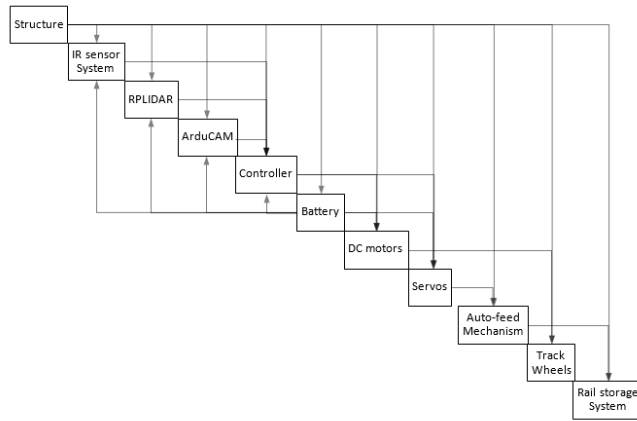 Structure
IR sensor
System
RPLIDAR
ArduCAM
Controller
Battery
DC motors
Servos
Auto-feed
Mechanism
Track
Wheels
Rail storage
System